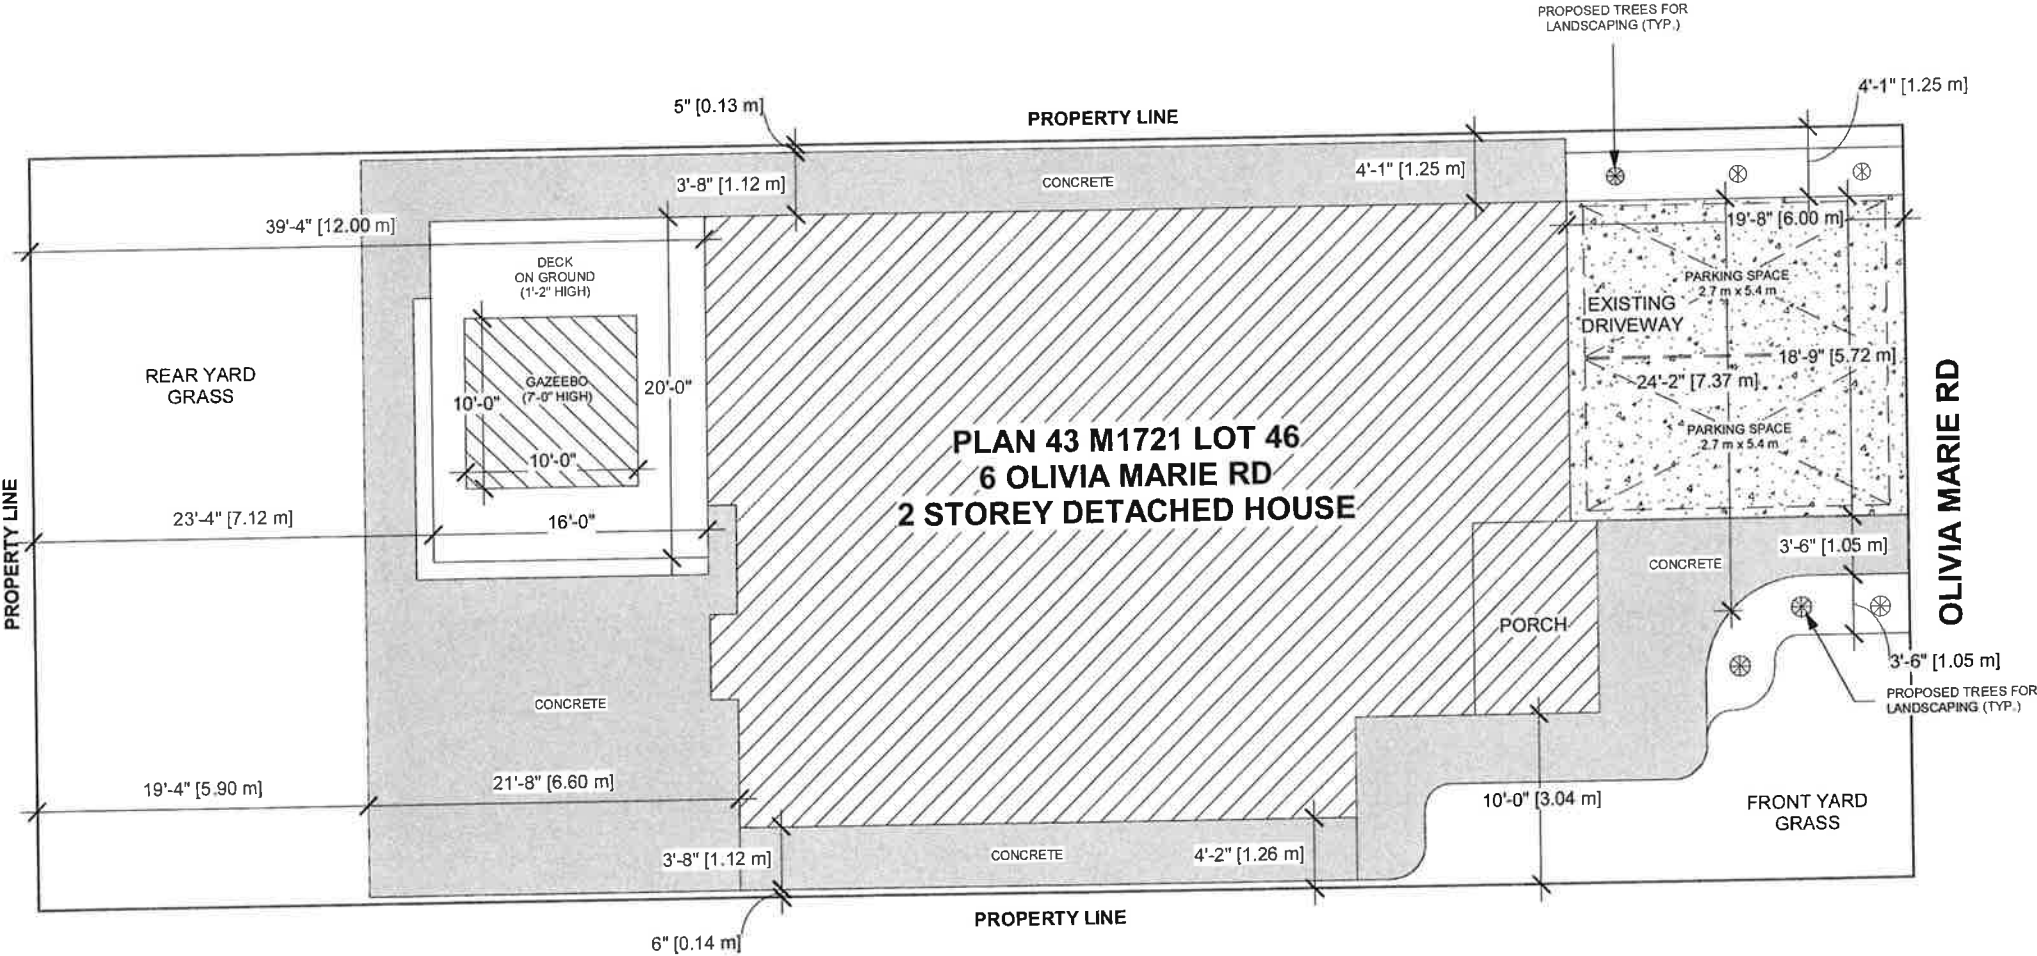 PROPOSED TREES FOR
LANDSCAPING (TYP.)
4'-1" [1.25 m]
5" [0.13 m]
PROPERTY LINE
3'-8" [1.12 m]
CONCRETE
4'-1" [1.25 m]
39'-4" [12.00 m]
19'-8" [6.00 m]
DECK
ON GROUND
(1'-2" HIGH)
PARKING SPACE
2.7 m x 5.4 m
EXISTING
DRIVEWAY
18'-9" [5.72 m]
24'-2" [7.37 m]
REAR YARD
GRASS
GAZEEBO
(7'-0" HIGH)
20'-0"
10'-0"
10'-0"
PARKING SPACE
2.7 m x 5.4 m
PLAN 43 M1721 LOT 46
6 OLIVIA MARIE RD
2 STOREY DETACHED HOUSE
OLIVIA MARIE RD
PROPERTY LINE
23'-4" [7.12 m]
16'-0"
3'-6" [1.05 m]
CONCRETE
PORCH
3'-6" [1.05 m]
PROPOSED TREES FOR
LANDSCAPING (TYP.)
CONCRETE
19'-4" [5.90 m]
21'-8" [6.60 m]
10'-0" [3.04 m]
FRONT YARD
GRASS
3'-8" [1.12 m]
CONCRETE
4'-2" [1.26 m]
PROPERTY LINE
6" [0.14 m]